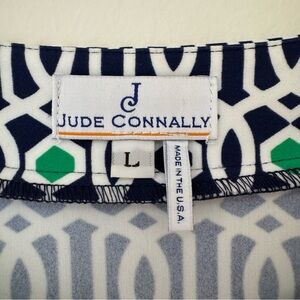 J
JUDE CONNALLY
L
MADE IN THE U.S.A.